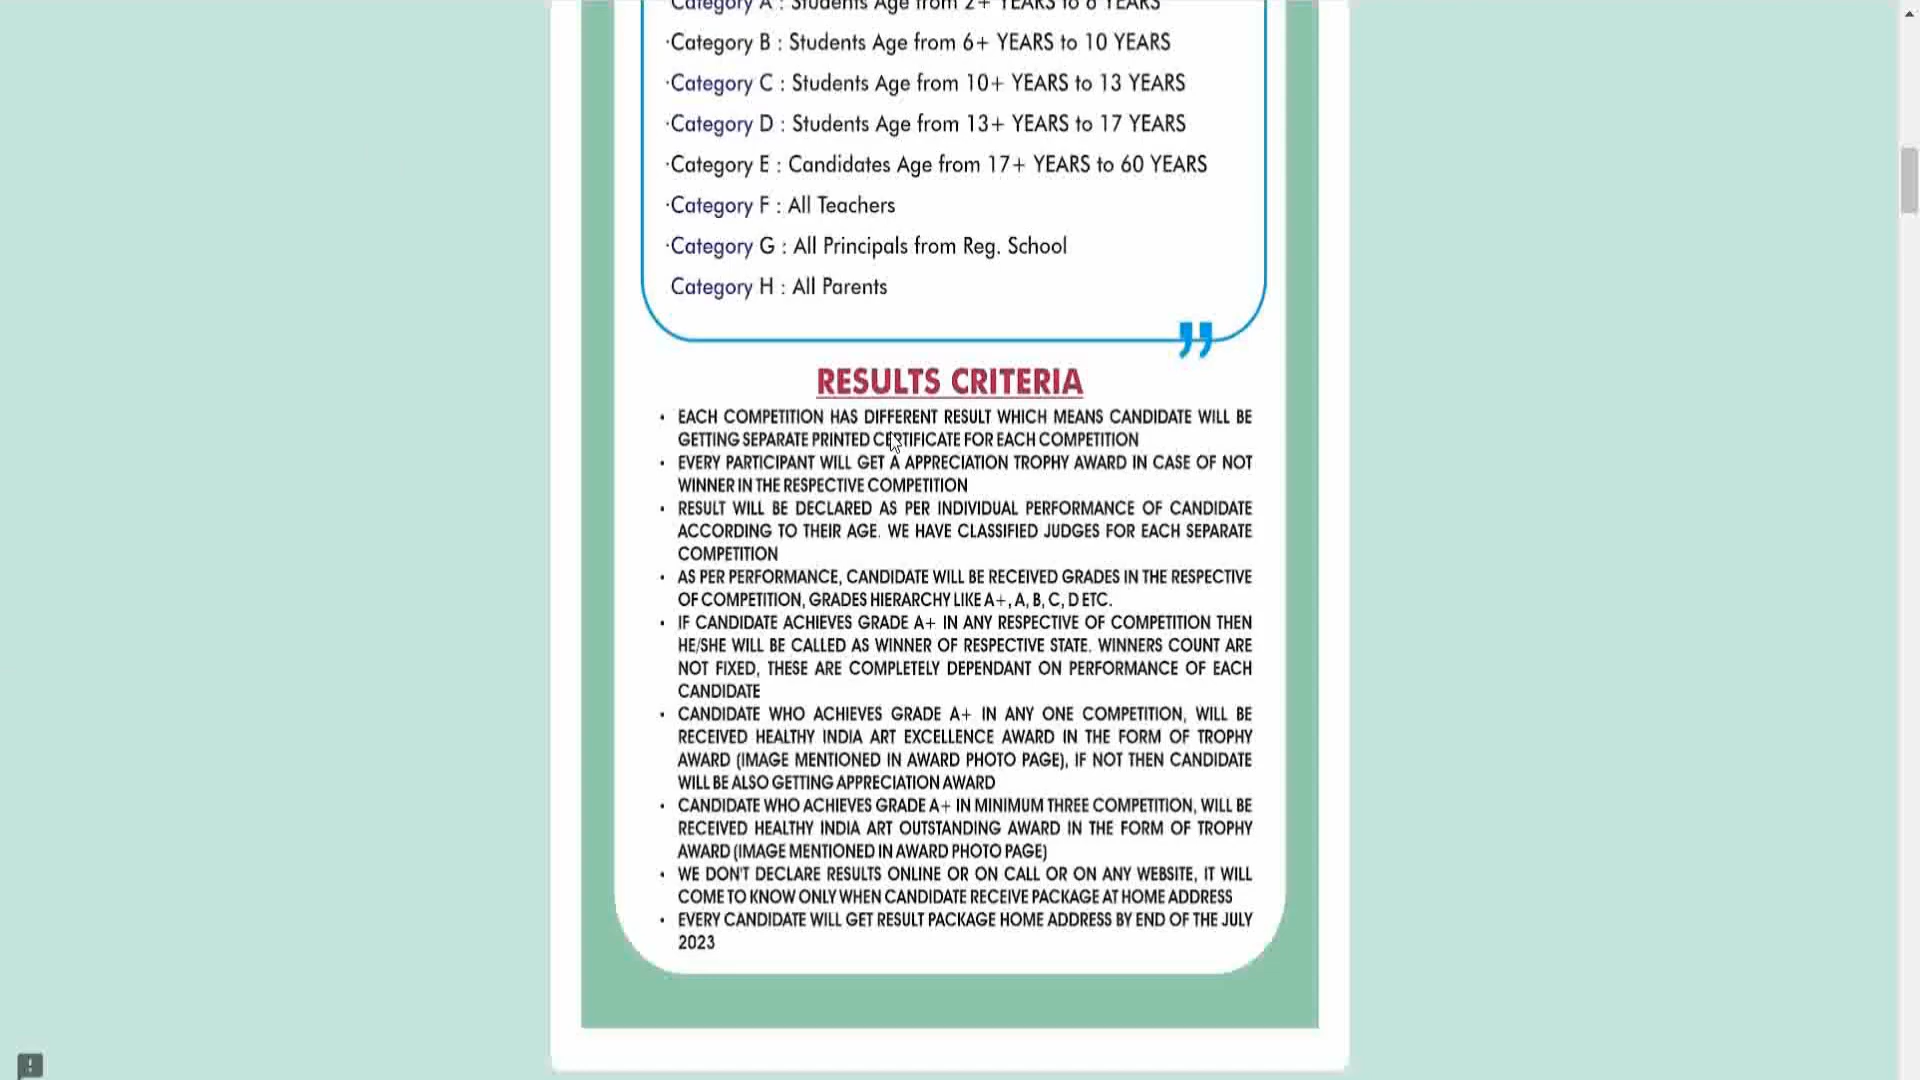 Category A : Students Age from 2+ YEARS to 6 YEARS
·Category B : Students Age from 6+ YEARS to 10 YEARS
·Category C : Students Age from 10+ YEARS to 13 YEARS
·Category D : Students Age from 13+ YEARS to 17 YEARS
·Category E : Candidates Age from 17+ YEARS to 60 YEARS
·Category F : All Teachers
·Category G : All Principals from Reg. School
Category H : All Parents
”
RESULTS CRITERIA
• EACH COMPETITION HAS DIFFERENT RESULT WHICH MEANS CANDIDATE WILL BE
GETTING SEPARATE PRINTED CERTIFICATE FOR EACH COMPETITION
• EVERY PARTICIPANT WILL GET A APPRECIATION TROPHY AWARD IN CASE OF NOT
WINNER IN THE RESPECTIVE COMPETITION
• RESULT WILL BE DECLARED AS PER INDIVIDUAL PERFORMANCE OF CANDIDATE
ACCORDING TO THEIR AGE. WE HAVE CLASSIFIED JUDGES FOR EACH SEPARATE
COMPETITION
• AS PER PERFORMANCE, CANDIDATE WILL BE RECEIVED GRADES IN THE RESPECTIVE
OF COMPETITION, GRADES HIERARCHY LIKE A+, A, B, C, D ETC.
• IF CANDIDATE ACHIEVES GRADE A+ IN ANY RESPECTIVE OF COMPETITION THEN
HE/SHE WILL BE CALLED AS WINNER OF RESPECTIVE STATE. WINNERS COUNT ARE
NOT FIXED, THESE ARE COMPLETELY DEPENDANT ON PERFORMANCE OF EACH
CANDIDATE
• CANDIDATE WHO ACHIEVES GRADE A+ IN ANY ONE COMPETITION, WILL BE
RECEIVED HEALTHY INDIA ART EXCELLENCE AWARD IN THE FORM OF TROPHY
AWARD (IMAGE MENTIONED IN AWARD PHOTO PAGE), IF NOT THEN CANDIDATE
WILL BE ALSO GETTING APPRECIATION AWARD
• CANDIDATE WHO ACHIEVES GRADE A+ IN MINIMUM THREE COMPETITION, WILL BE
RECEIVED HEALTHY INDIA ART OUTSTANDING AWARD IN THE FORM OF TROPHY
AWARD (IMAGE MENTIONED IN AWARD PHOTO PAGE)
• WE DON'T DECLARE RESULTS ONLINE OR ON CALL OR ON ANY WEBSITE, IT WILL
COME TO KNOW ONLY WHEN CANDIDATE RECEIVE PACKAGE AT HOME ADDRESS
• EVERY CANDIDATE WILL GET RESULT PACKAGE HOME ADDRESS BY END OF THE JULY
2023